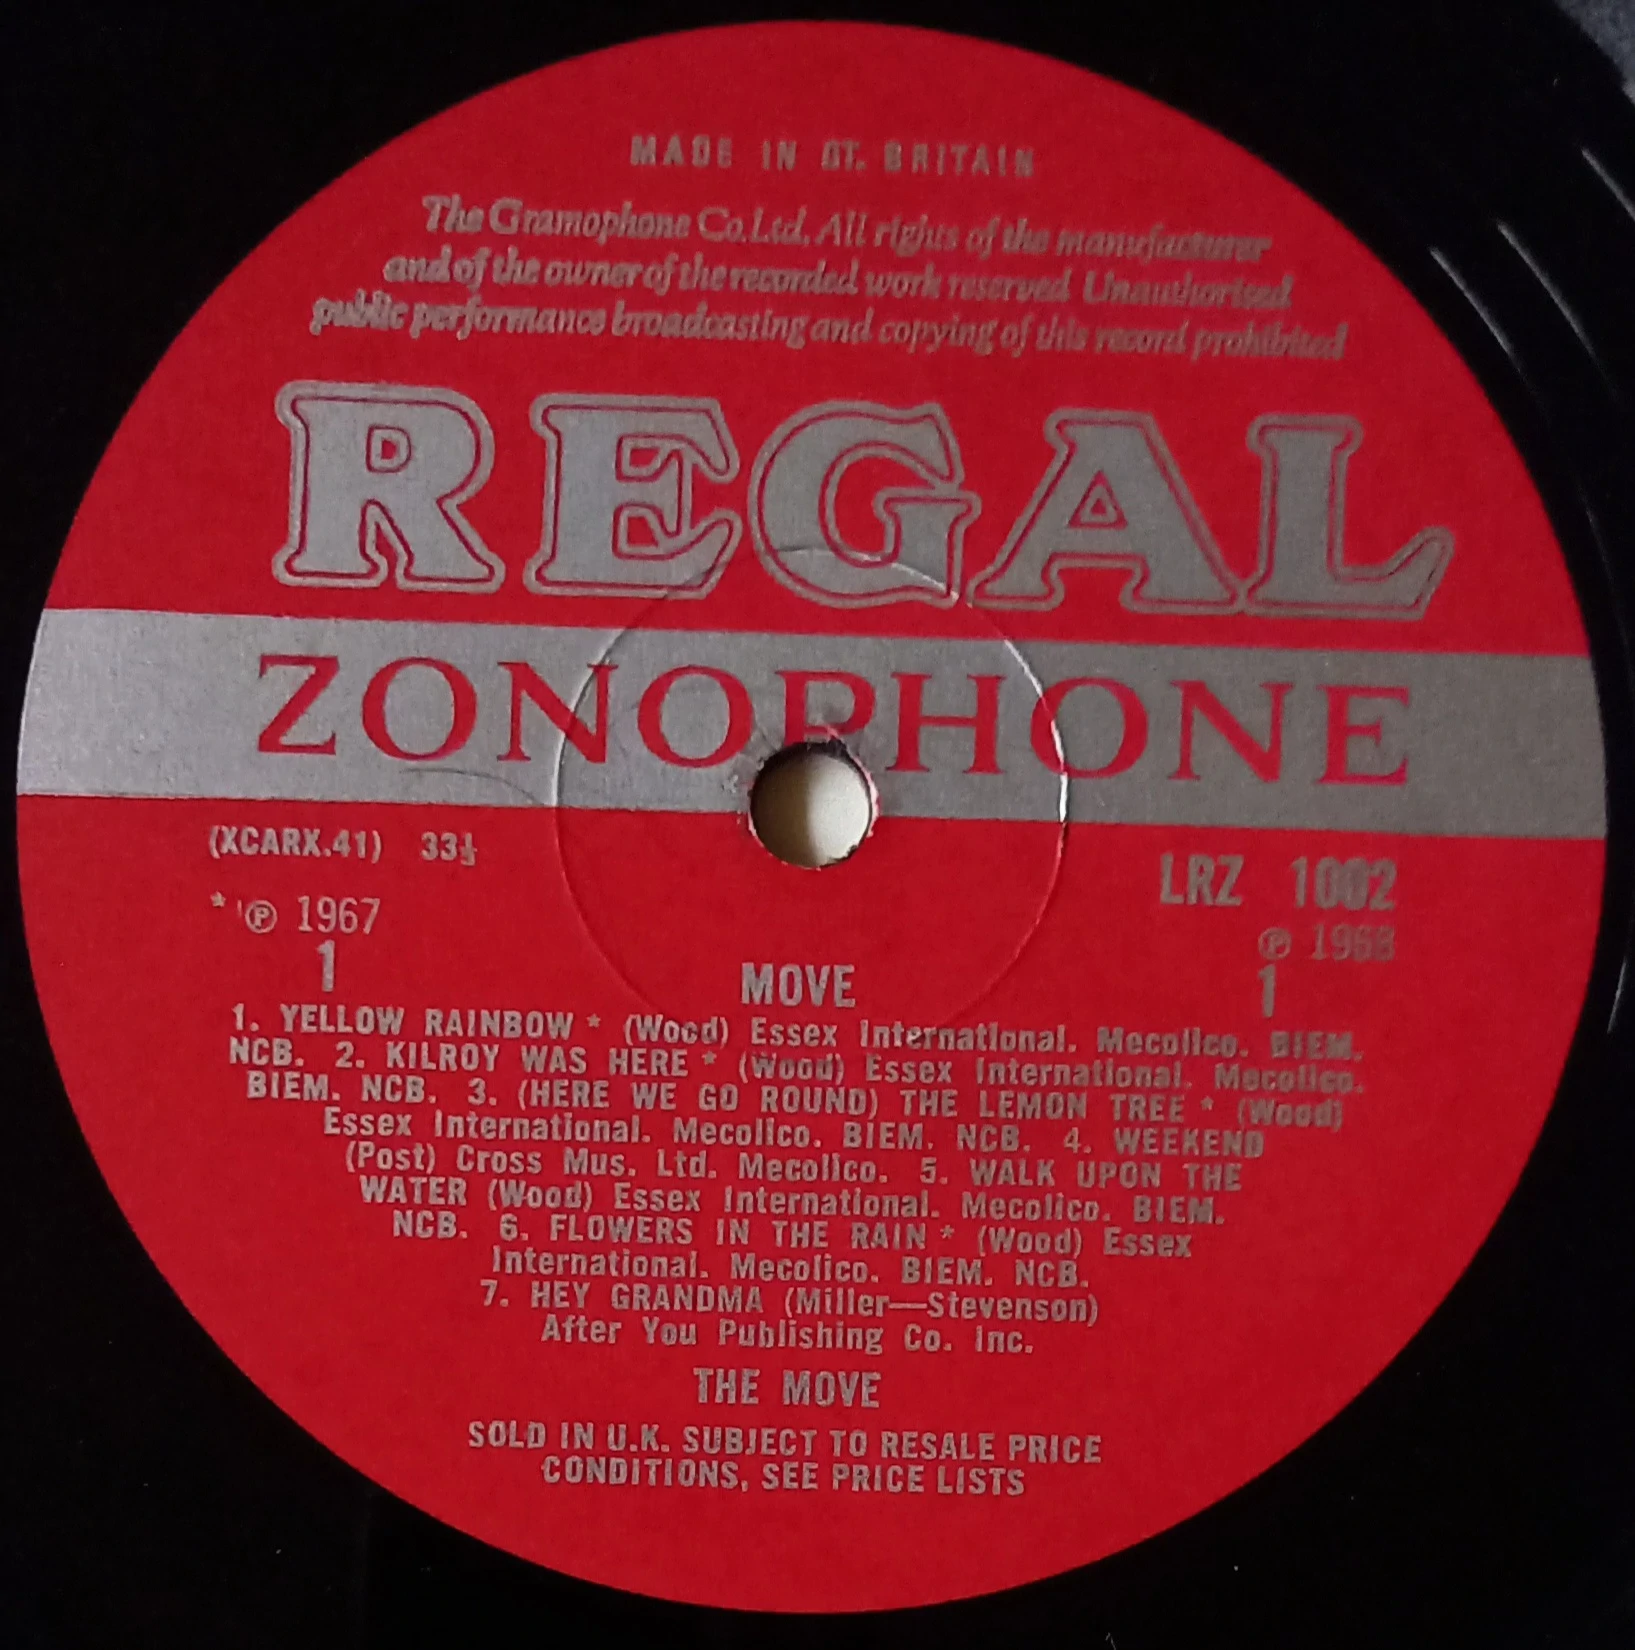 MADE IN GT. BRITAIN
The Gramophone Co. Ltd. All rights of the manufacturer
and of the owner of the recorded work reserved Unauthorised
public performance broadcasting and copying of this record prohibited
REGAL
ZONOPHONE
(XCARX.41) 33⅓
LRZ 1002
* ℗ 1967
℗ 1968
1
1
MOVE
1. YELLOW RAINBOW * (Wood) Essex International. Mecolico. BIEM.
NCB. 2. KILROY WAS HERE * (Wood) Essex International. Mecolico.
BIEM. NCB. 3. (HERE WE GO ROUND) THE LEMON TREE * (Wood)
Essex International. Mecolico. BIEM. NCB. 4. WEEKEND
(Post) Cross Mus. Ltd. Mecolico. 5. WALK UPON THE
WATER (Wood) Essex International. Mecolico. BIEM.
NCB. 6. FLOWERS IN THE RAIN * (Wood) Essex
International. Mecolico. BIEM. NCB.
7. HEY GRANDMA (Miller—Stevenson)
After You Publishing Co. Inc.
THE MOVE
SOLD IN U.K. SUBJECT TO RESALE PRICE
CONDITIONS, SEE PRICE LISTS